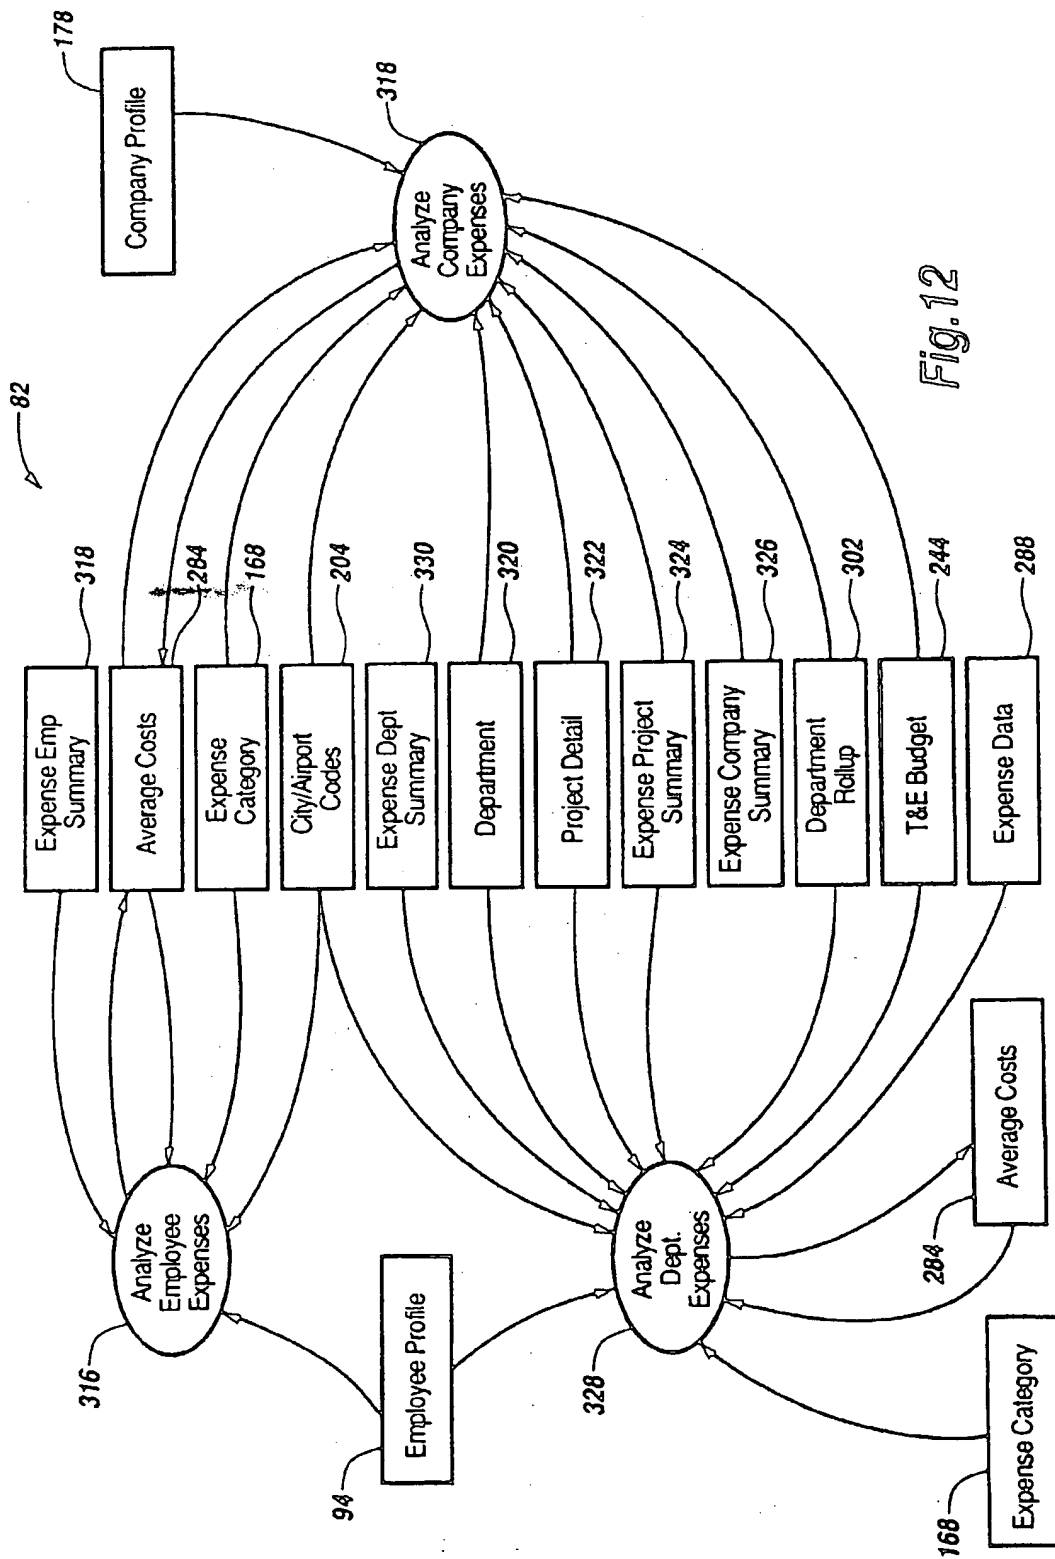 82
178
Company Profile
318
Analyze
Company
Expenses
318
Expense Emp
Summary
284
Average Costs
168
Expense
Category
204
City/Airport
Codes
330
Expense Dept
Summary
320
Department
322
Project Detail
324
Expense Project
Summary
326
Expense Company
Summary
302
Department
Rollup
244
T&E Budget
288
Expense Data
316
Analyze
Employee
Expenses
94
Employee Profile
328
Analyze
Dept.
Expenses
284
Average Costs
168
Expense Category
Fig.12